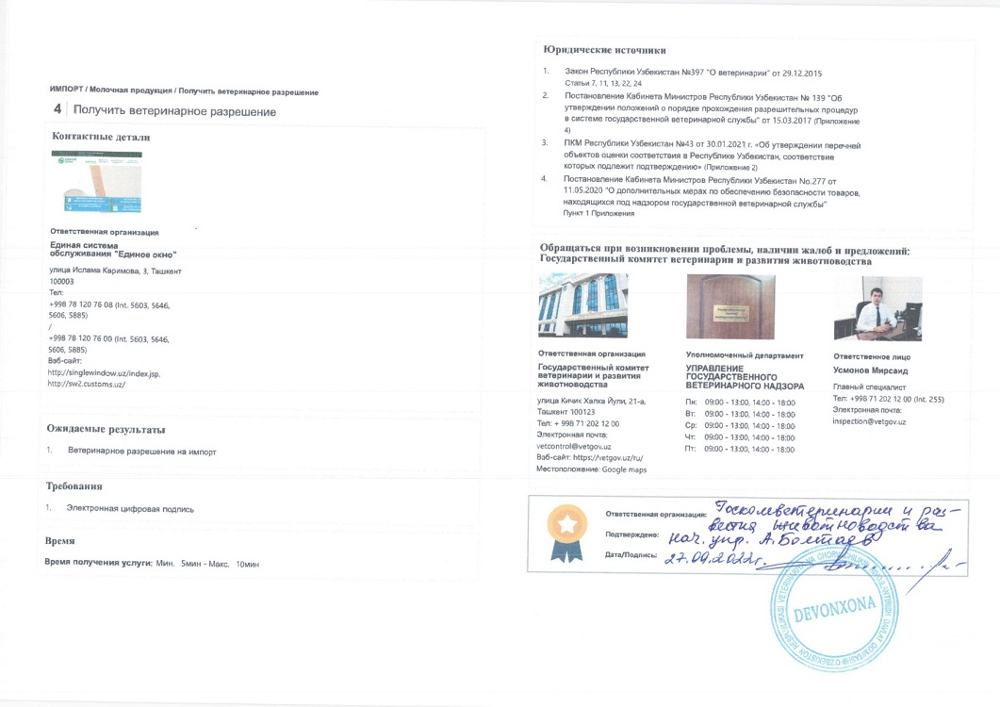 ИМПОРТ / Молочная продукция / Получить ветеринарное разрешение
4 Получить ветеринарное разрешение
Контактные детали
Ответственная организация
Единая система
обслуживания "Единое окно"
улица Ислама Каримова, 3, Ташкент
100003
Тел:
+998 78 120 76 08 (Int. 5603, 5646,
5606, 5885)
/
+998 78 120 76 00 (Int. 5603, 5646,
5606, 5885)
Вэб-сайт:
http://singlewindow.uz/index.jsp,
http://sw2.customs.uz/
Ожидаемые результаты
1. Ветеринарное разрешение на импорт
Требования
1. Электронная цифровая подпись
Время
Время получения услуги: Мин. 5мин - Макс. 10мин
Юридические источники
1. Закон Республики Узбекистан №397 "О ветеринарии" от 29.12.2015
Статьи 7, 11, 13, 22, 24
2. Постановление Кабинета Министров Республики Узбекистан № 139 "Об
утверждении положений о порядке прохождения разрешительных процедур
в системе государственной ветеринарной службы" от 15.03.2017 (Приложение
4)
3. ПКМ Республики Узбекистан №43 от 30.01.2021 г. «Об утверждении перечней
объектов оценки соответствия в Республике Узбекистан, соответствие
которых подлежит подтверждению» (Приложение 2)
4. Постановление Кабинета Министров Республики Узбекистан No.277 от
11.05.2020 "О дополнительных мерах по обеспечению безопасности товаров,
находящихся под надзором государственной ветеринарной службы"
Пункт 1 Приложения
Обращаться при возникновении проблемы, наличии жалоб и предложений:
Государственный комитет ветеринарии и развития животноводства
Ответственная организация
Государственный комитет
ветеринарии и развития
животноводства
улица Кичик Халка Йули, 21-а,
Ташкент 100123
Тел: + 998 71 202 12 00
Электронная почта:
vetcontrol@vetgov.uz
Вэб-сайт: https://vetgov.uz/ru/
Местоположение: Google maps
Уполномоченный департамент
УПРАВЛЕНИЕ
ГОСУДАРСТВЕННОГО
ВЕТЕРИНАРНОГО НАДЗОРА
Пн: 09:00 - 13:00, 14:00 - 18:00
Вт: 09:00 - 13:00, 14:00 - 18:00
Ср: 09:00 - 13:00, 14:00 - 18:00
Чт: 09:00 - 13:00, 14:00 - 18:00
Пт: 09:00 - 13:00, 14:00 - 18:00
Ответственное лицо
Усмонов Мирсаид
Главный специалист
Тел: +998 71 202 12 00 (Int. 255)
Электронная почта:
inspection@vetgov.uz
Ответственная организация: Госкомветеринарии и раз-
вития животноводства
Подтверждено: нач. упр. А.Болтаев
Дата/Подпись:
DEVONXONA